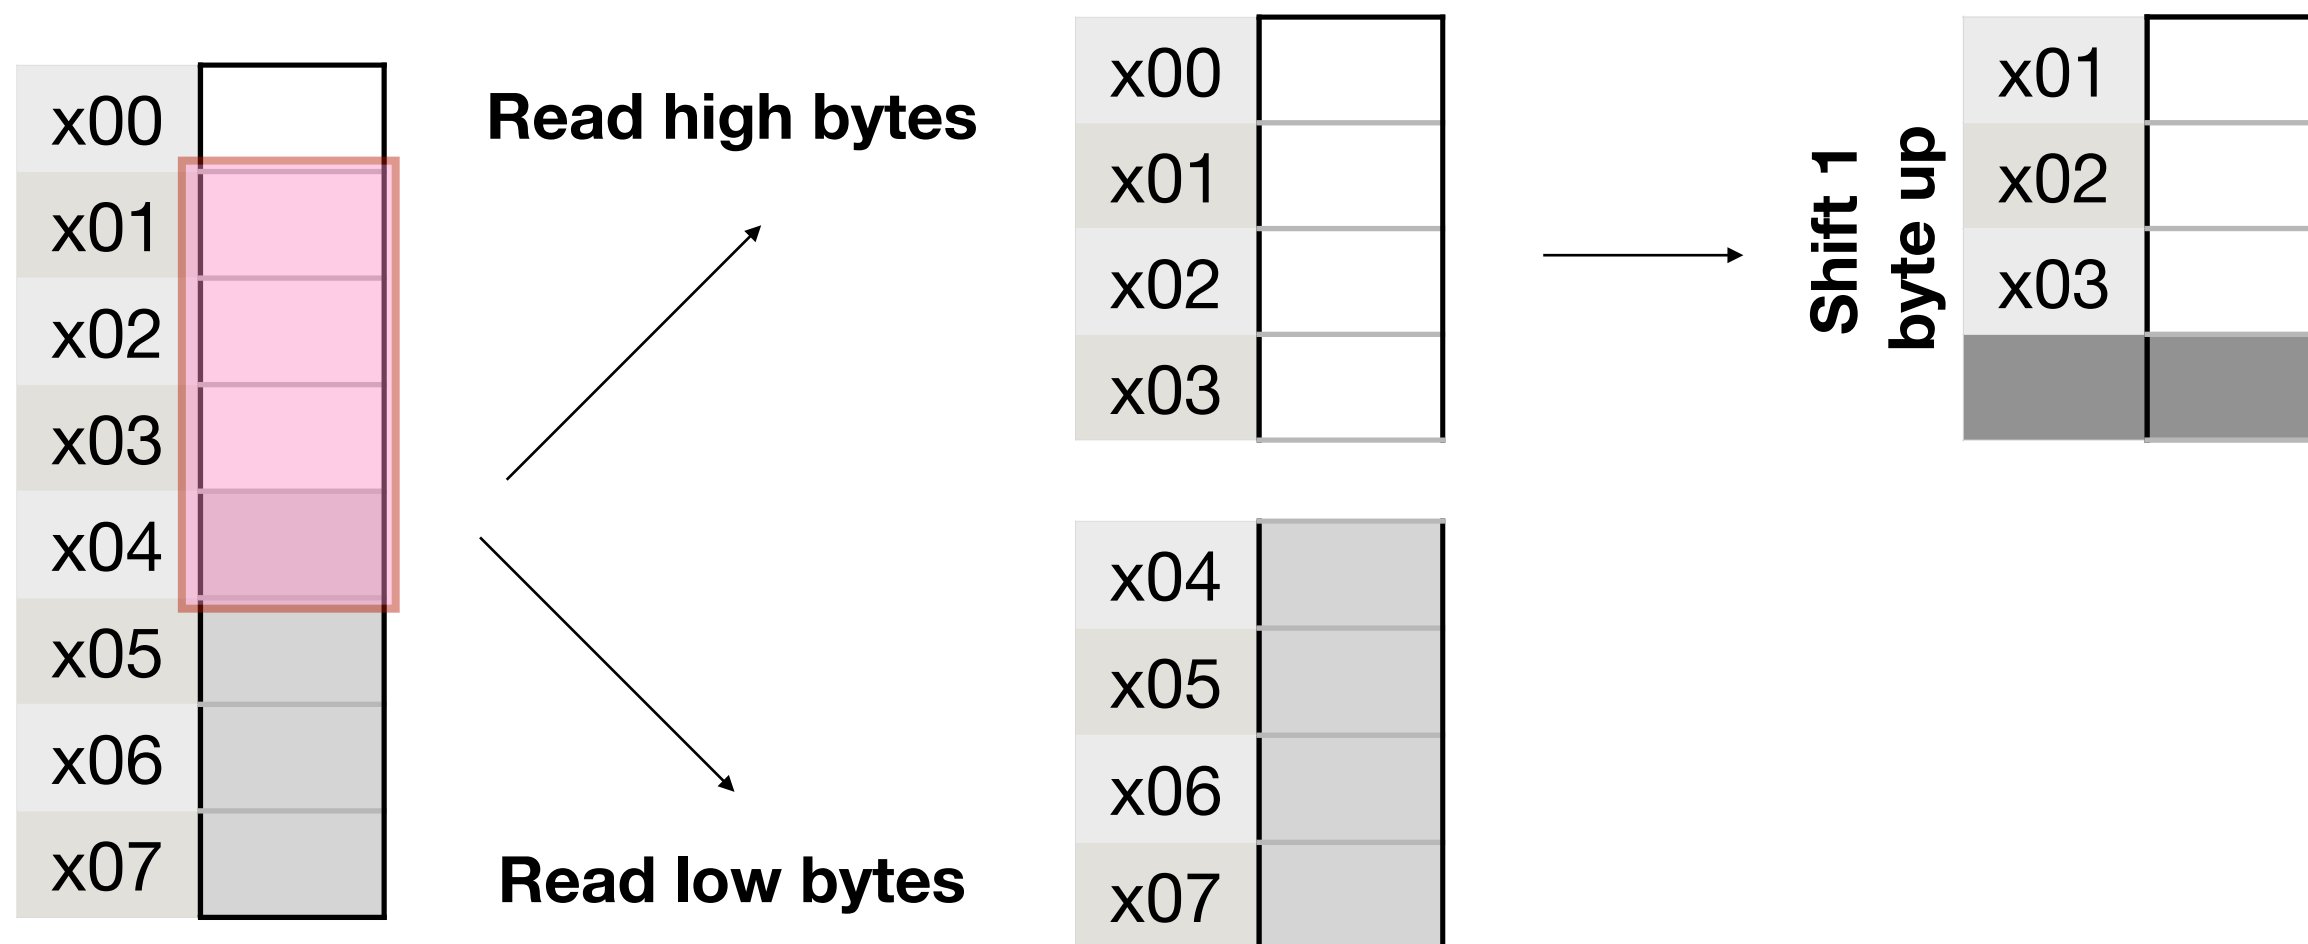 x00
x01
x02
x03
x04
x05
x06
x07
Read high bytes
Read low bytes
x00
x01
x02
x03
x04
x05
x06
x07
Shift 1
byte up
x01
x02
x03